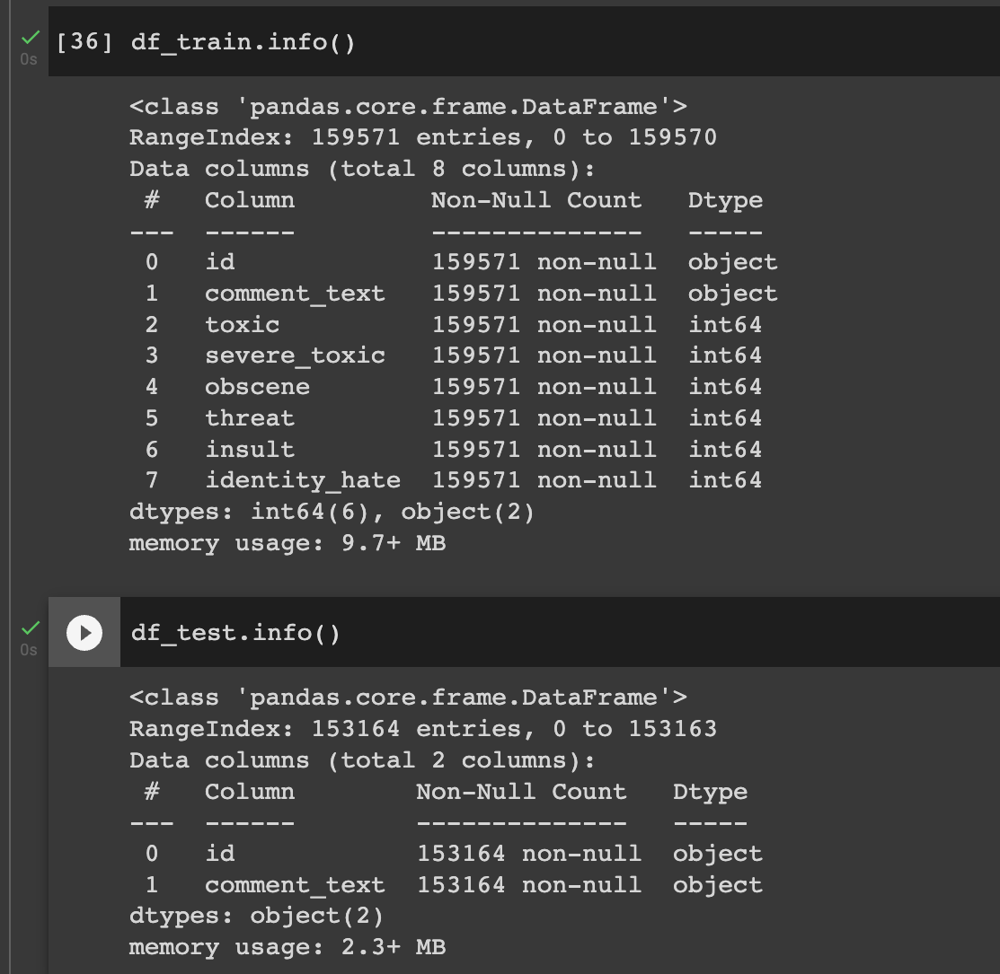 [36] df_train.info()
0s
<class 'pandas.core.frame.DataFrame'>
RangeIndex: 159571 entries, 0 to 159570
Data columns (total 8 columns):
 #   Column         Non-Null Count   Dtype
---  ------         --------------   -----
 0   id             159571 non-null  object
 1   comment_text   159571 non-null  object
 2   toxic          159571 non-null  int64
 3   severe_toxic   159571 non-null  int64
 4   obscene        159571 non-null  int64
 5   threat         159571 non-null  int64
 6   insult         159571 non-null  int64
 7   identity_hate  159571 non-null  int64
dtypes: int64(6), object(2)
memory usage: 9.7+ MB
df_test.info()
0s
<class 'pandas.core.frame.DataFrame'>
RangeIndex: 153164 entries, 0 to 153163
Data columns (total 2 columns):
 #   Column        Non-Null Count   Dtype
---  ------        --------------   -----
 0   id            153164 non-null  object
 1   comment_text  153164 non-null  object
dtypes: object(2)
memory usage: 2.3+ MB